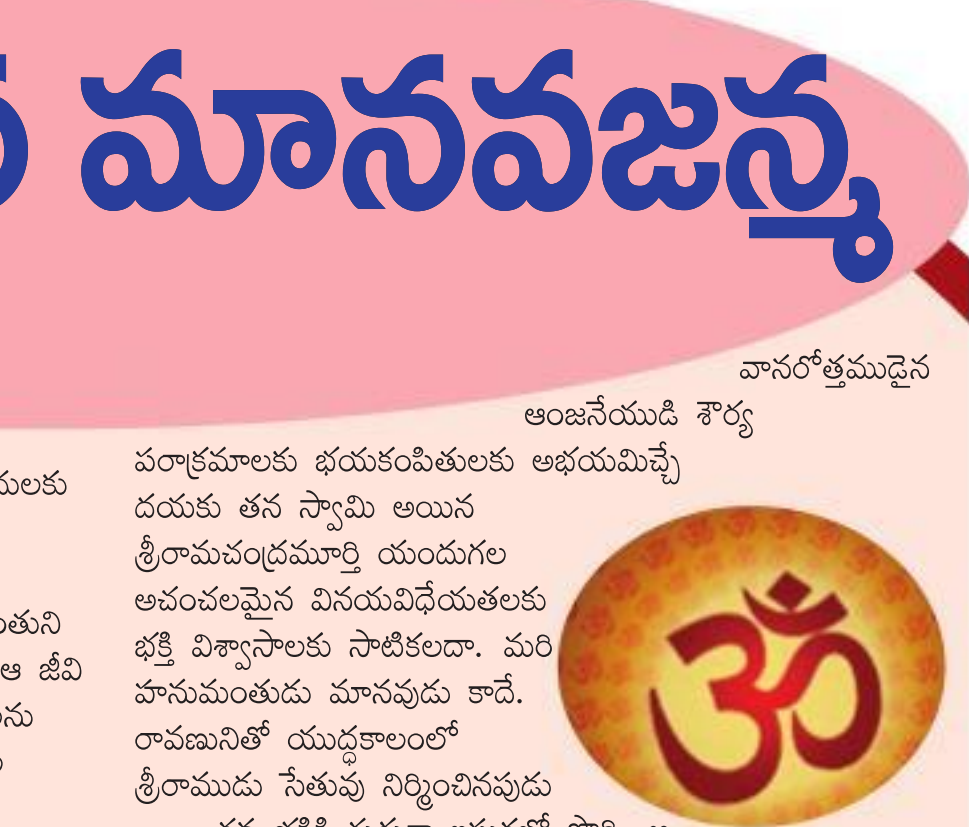 మానవజన్మ
వానరోత్తముడైన
ఆంజనేయుడి శౌర్య
పరాక్రమాలకు భయకంపితులకు అభయమిచ్చే
దయకు తన స్వామి అయిన
శ్రీరామచంద్రమూర్తి యందుగల
అచంచలమైన వినయవిధేయతలకు
భక్తి విశ్వాసాలకు సాటికలదా. మరి
హనుమంతుడు మానవుడు కాదే.
రావణునితో యుద్ధకాలంలో
శ్రీరాముడు సేతువు నిర్మించినపుడు
ఆ జీవి
ॐ